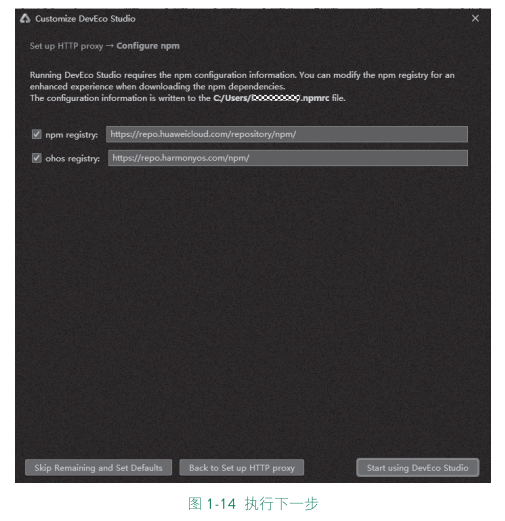 Customize DevEco Studio
Set up HTTP proxy → Configure npm
Running DevEco Studio requires the npm configuration information. You can modify the npm registry for an
enhanced experience when downloading the npm dependencies.
The configuration information is written to the C:/Users/ .npmrc file.
npm registry: https://repo.huaweicloud.com/repository/npm/
ohos registry: https://repo.harmonyos.com/npm/
Skip Remaining and Set Defaults Back to Set up HTTP proxy Start using DevEco Studio
图 1-14 执行下一步